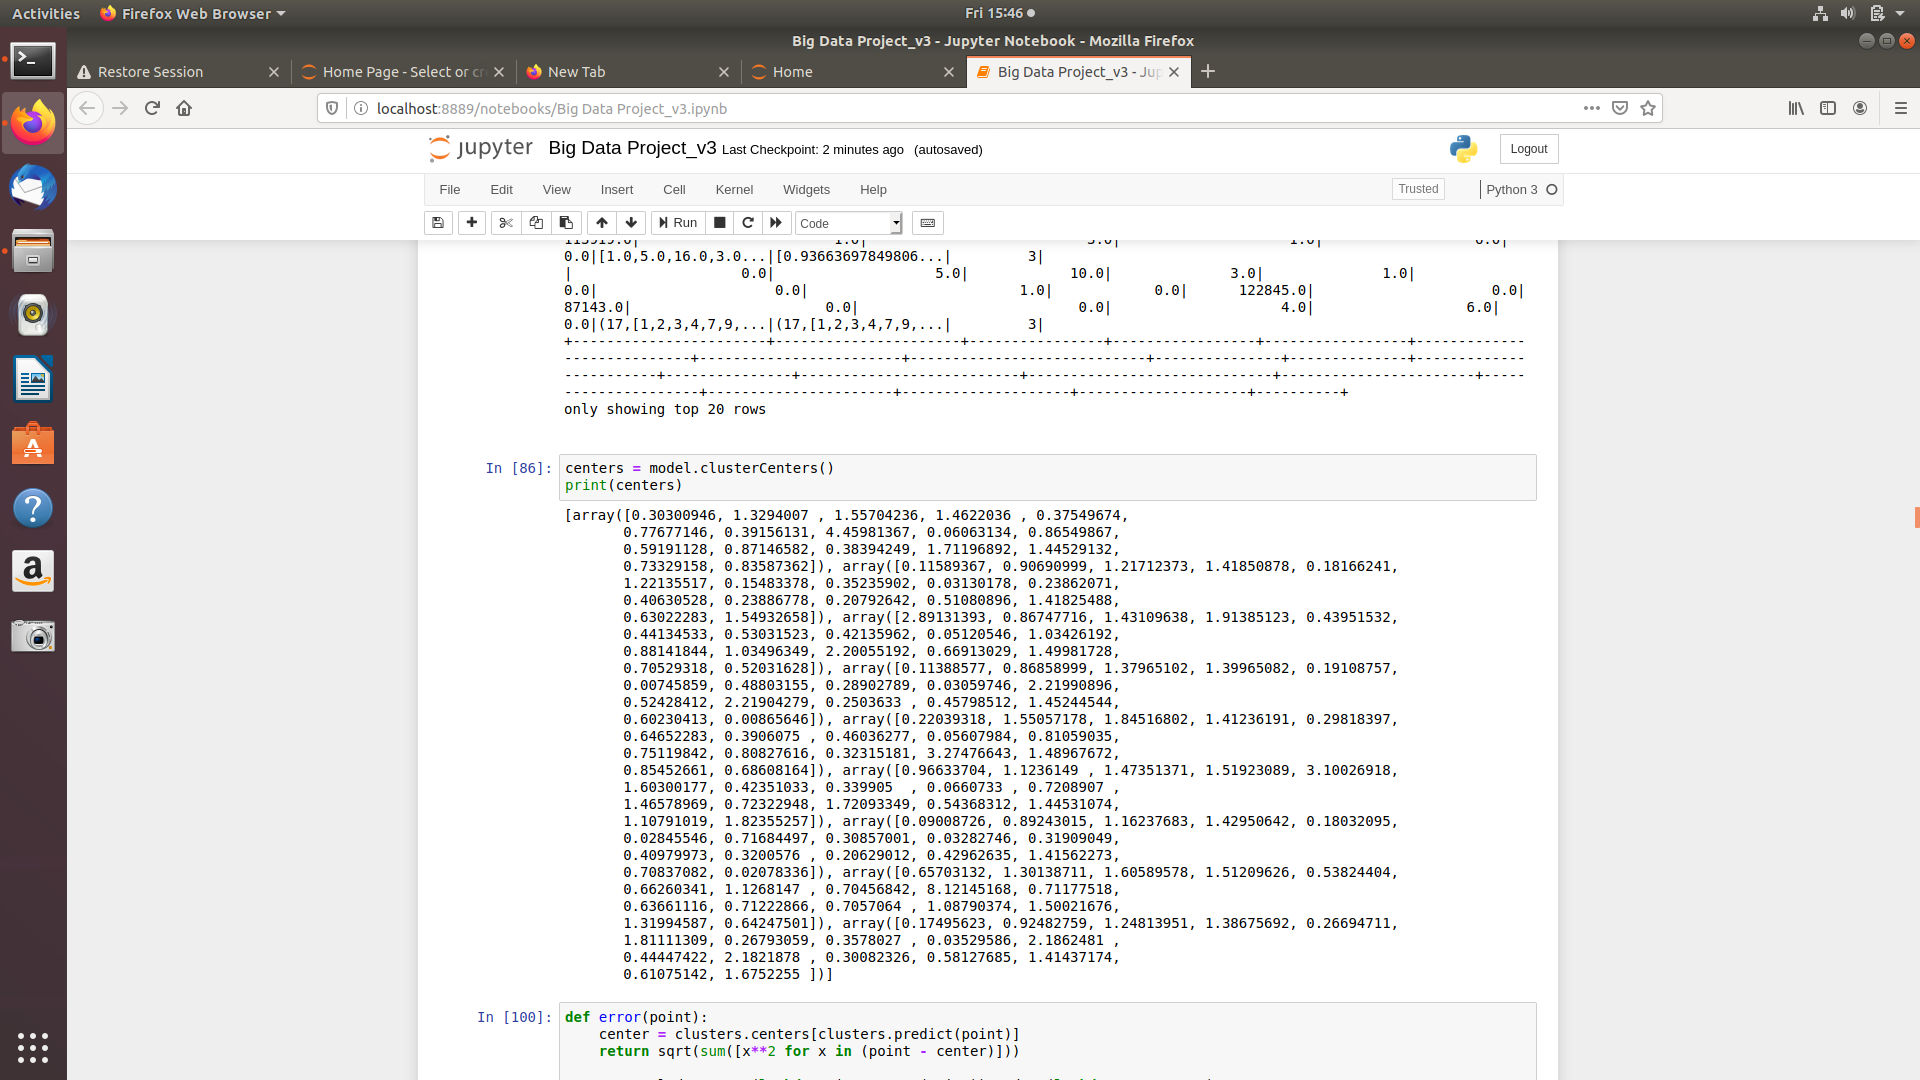 Activities Firefox Web Browser Fri 15:46
Big Data Project_v3 - Jupyter Notebook - Mozilla Firefox
Restore Session Home Page - Select or cr New Tab Home Big Data Project_v3 - Jup
localhost:8889/notebooks/Big Data Project_v3.ipynb
jupyter Big Data Project_v3 Last Checkpoint: 2 minutes ago (autosaved) Logout
File Edit View Insert Cell Kernel Widgets Help Trusted Python 3
Run Code
0.0|[1.0,5.0,16.0,3.0...|[0.93663697849806...| 3|
| 0.0| 5.0| 10.0| 3.0| 1.0|
0.0| 0.0| 1.0| 0.0| 122845.0| 0.0|
87143.0| 0.0| 0.0| 4.0| 6.0|
0.0|(17,[1,2,3,4,7,9,...|(17,[1,2,3,4,7,9,...| 3|
+-----------------------+----------------------+----------------+-----------------+-----------------+-------------
---------------+------------------------+----------------------------+---------------+--------------+-------------
-----------+---------------+--------------------------+-----------------------------+-----------------------+-----
----------------+----------------------+--------------------+--------------------+----------+
only showing top 20 rows
In [86]: centers = model.clusterCenters()
print(centers)
[array([0.30300946, 1.3294007 , 1.55704236, 1.4622036 , 0.37549674,
0.77677146, 0.39156131, 4.45981367, 0.06063134, 0.86549867,
0.59191128, 0.87146582, 0.38394249, 1.71196892, 1.44529132,
0.73329158, 0.83587362]), array([0.11589367, 0.90690999, 1.21712373, 1.41850878, 0.18166241,
1.22135517, 0.15483378, 0.35235902, 0.03130178, 0.23862071,
0.40630528, 0.23886778, 0.20792642, 0.51080896, 1.41825488,
0.63022283, 1.54932658]), array([2.89131393, 0.86747716, 1.43109638, 1.91385123, 0.43951532,
0.44134533, 0.53031523, 0.42135962, 0.05120546, 1.03426192,
0.88141844, 1.03496349, 2.20055192, 0.66913029, 1.49981728,
0.70529318, 0.52031628]), array([0.11388577, 0.86858999, 1.37965102, 1.39965082, 0.19108757,
0.00745859, 0.48803155, 0.28902789, 0.03059746, 2.21990896,
0.52428412, 2.21904279, 0.2503633 , 0.45798512, 1.45244544,
0.60230413, 0.00865646]), array([0.22039318, 1.55057178, 1.84516802, 1.41236191, 0.29818397,
0.64652283, 0.3906075 , 0.46036277, 0.05607984, 0.81059035,
0.75119842, 0.80827616, 0.32315181, 3.27476643, 1.48967672,
0.85452661, 0.68608164]), array([0.96633704, 1.1236149 , 1.47351371, 1.51923089, 3.10026918,
1.60300177, 0.42351033, 0.339905 , 0.0660733 , 0.7208907 ,
1.46578969, 0.72322948, 1.72093349, 0.54368312, 1.44531074,
1.10791019, 1.82355257]), array([0.09008726, 0.89243015, 1.16237683, 1.42950642, 0.18032095,
0.02845546, 0.71684497, 0.30857001, 0.03282746, 0.31909049,
0.40979973, 0.3200576 , 0.20629012, 0.42962635, 1.41562273,
0.70837082, 0.02078336]), array([0.65703132, 1.30138711, 1.60589578, 1.51209626, 0.53824404,
0.66260341, 1.1268147 , 0.70456842, 8.12145168, 0.71177518,
0.63661116, 0.71222866, 0.7057064 , 1.08790374, 1.50021676,
1.31994587, 0.64247501]), array([0.17495623, 0.92482759, 1.24813951, 1.38675692, 0.26694711,
1.81111309, 0.26793059, 0.3578027 , 0.03529586, 2.1862481 ,
0.44447422, 2.1821878 , 0.30082326, 0.58127685, 1.41437174,
0.61075142, 1.6752255 ])]
In [100]: def error(point):
center = clusters.centers[clusters.predict(point)]
return sqrt(sum([x**2 for x in (point - center)]))